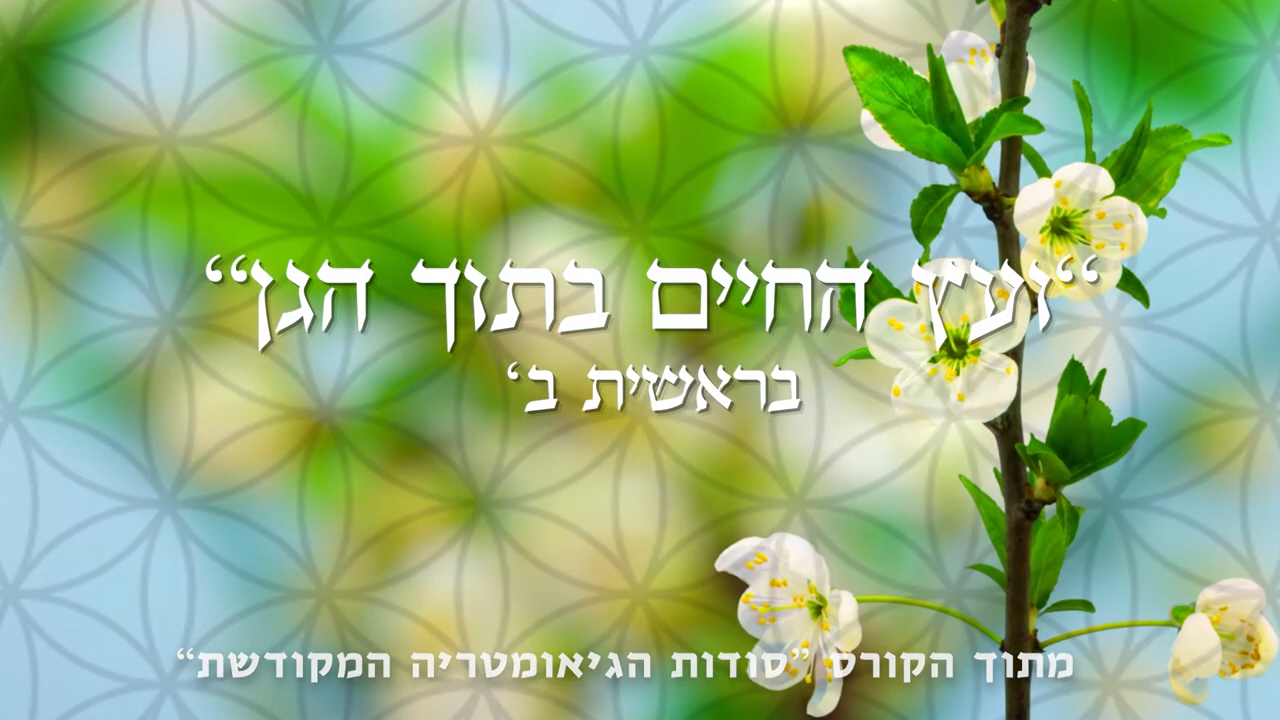 “ועץ החיים בתוך הגן“
בראשית ב‘
מתוך הקורס ”סודות הגיאומטריה המקודשת“